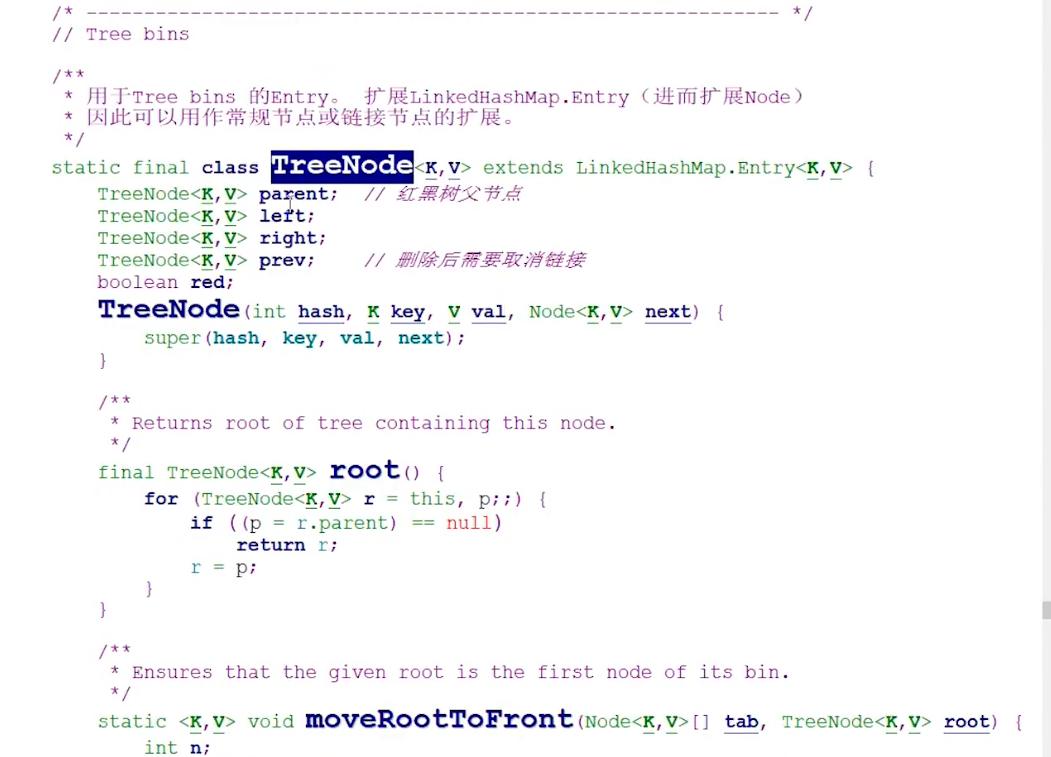 /* ------------------------------------------------------------ */
// Tree bins
/**
 * 用于Tree bins 的Entry。 扩展LinkedHashMap.Entry（进而扩展Node）
 * 因此可以用作常规节点或链接节点的扩展。
 */
static final class TreeNode<K,V> extends LinkedHashMap.Entry<K,V> {
    TreeNode<K,V> parent;  // 红黑树父节点
    TreeNode<K,V> left;
    TreeNode<K,V> right;
    TreeNode<K,V> prev;    // 删除后需要取消链接
    boolean red;
    TreeNode(int hash, K key, V val, Node<K,V> next) {
        super(hash, key, val, next);
    }
    /**
     * Returns root of tree containing this node.
     */
    final TreeNode<K,V> root() {
        for (TreeNode<K,V> r = this, p;;) {
            if ((p = r.parent) == null)
                return r;
            r = p;
        }
    }
    /**
     * Ensures that the given root is the first node of its bin.
     */
    static <K,V> void moveRootToFront(Node<K,V>[] tab, TreeNode<K,V> root) {
        int n;